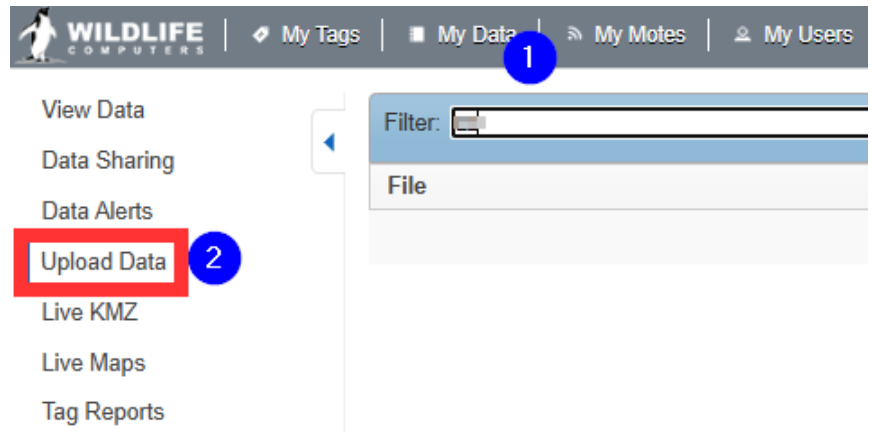 WILDLIFE COMPUTERS My Tags My Data My Motes My Users
1
View Data
Filter:
Data Sharing
File
Data Alerts
Upload Data 2
Live KMZ
Live Maps
Tag Reports